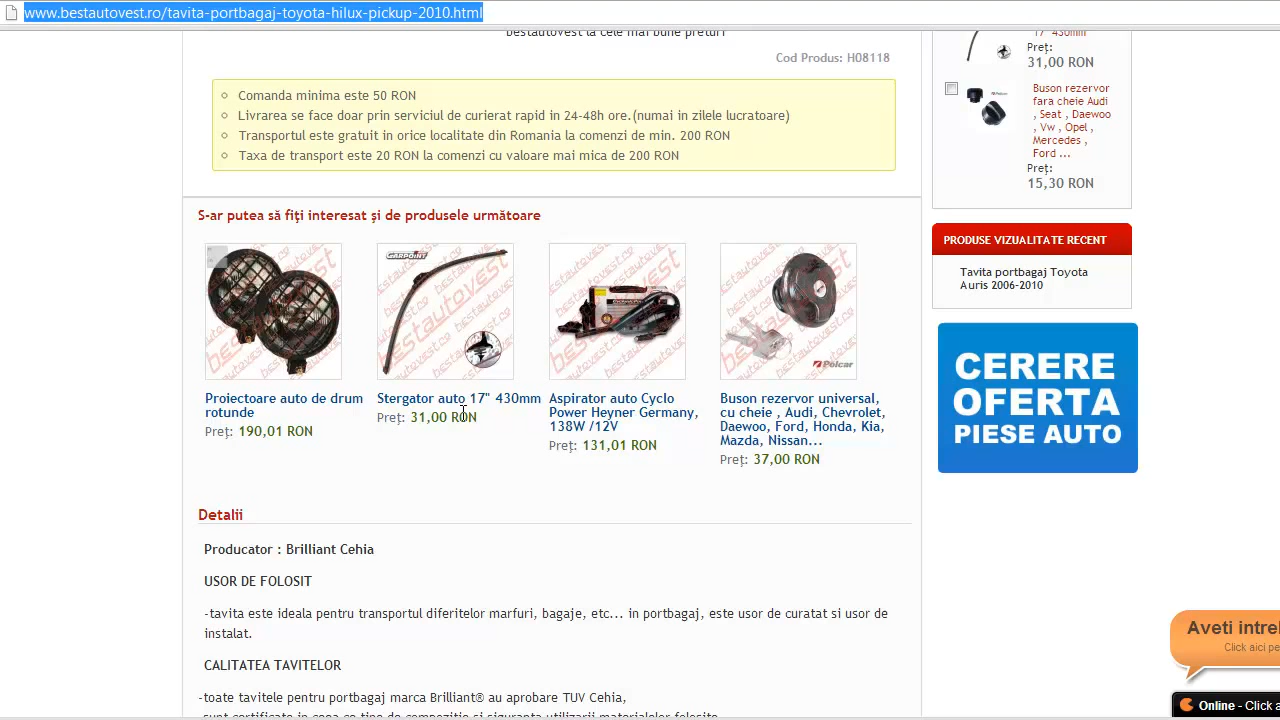 www.bestautovest.ro/tavita-portbagaj-toyota-hilux-pickup-2010.html
bestautovest la cele mai bune preturi
Cod Produs: H08118
Comanda minima este 50 RON
Livrarea se face doar prin serviciul de curierat rapid in 24-48h ore.(numai in zilele lucratoare)
Transportul este gratuit in orice localitate din Romania la comenzi de min. 200 RON
Taxa de transport este 20 RON la comenzi cu valoare mai mica de 200 RON
S-ar putea să fiţi interesat şi de produsele următoare
CARPOINT
Polcar
Proiectoare auto de drum
rotunde
Preţ: 190,01 RON
Stergator auto 17" 430mm
Preţ: 31,00 RON
Aspirator auto Cyclo
Power Heyner Germany,
138W /12V
Preţ: 131,01 RON
Buson rezervor universal,
cu cheie , Audi, Chevrolet,
Daewoo, Ford, Honda, Kia,
Mazda, Nissan...
Preţ: 37,00 RON
Detalii
Producator : Brilliant Cehia
USOR DE FOLOSIT
-tavita este ideala pentru transportul diferitelor marfuri, bagaje, etc... in portbagaj, este usor de curatat si usor de
instalat.
CALITATEA TAVITELOR
-toate tavitele pentru portbagaj marca Brilliant® au aprobare TUV Cehia,
17" 430mm
Preţ:
31,00 RON
Buson rezervor
fara cheie Audi
, Seat , Daewoo
, Vw , Opel ,
Mercedes ,
Ford ...
Preţ:
15,30 RON
PRODUSE VIZUALITATE RECENT
Tavita portbagaj Toyota
Auris 2006-2010
CERERE
OFERTA
PIESE AUTO
Aveti intre
Click aici pe
Online - Click a